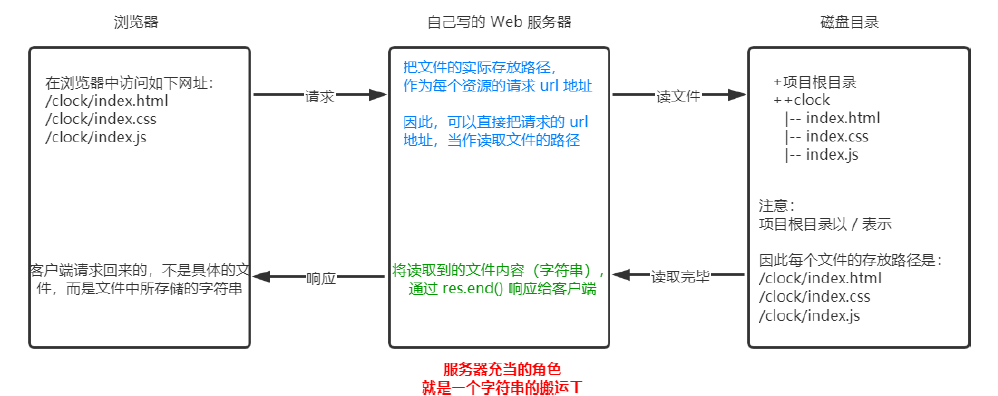 浏览器
自己写的 Web 服务器
磁盘目录
在浏览器中访问如下网址：
/clock/index.html
/clock/index.css
/clock/index.js
请求
把文件的实际存放路径，
作为每个资源的请求 url 地址
因此，可以直接把请求的 url
地址，当作读取文件的路径
读文件
+项目根目录
++clock
|-- index.html
|-- index.css
|-- index.js
注意：
项目根目录以 / 表示
因此每个文件的存放路径是：
/clock/index.html
/clock/index.css
/clock/index.js
读取完毕
将读取到的文件内容（字符串），
通过 res.end() 响应给客户端
响应
客户端请求回来的，不是具体的文
件，而是文件中所存储的字符串
服务器充当的角色
就是一个字符串的搬运工